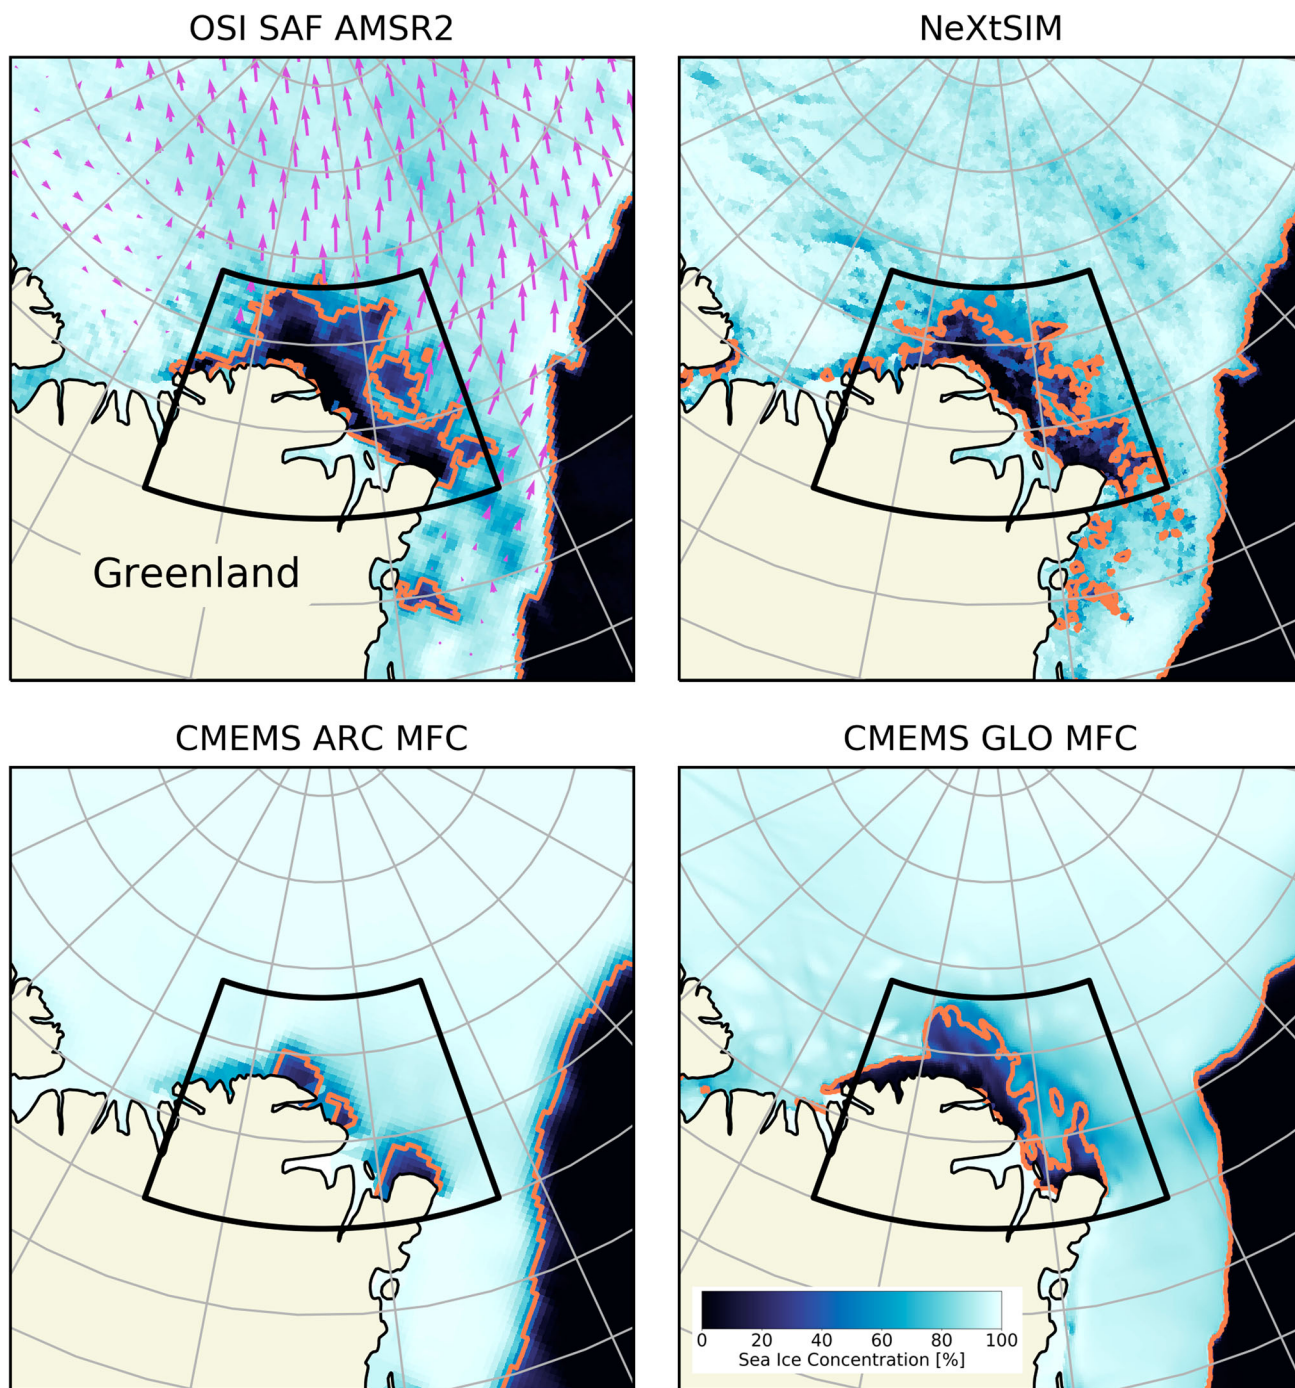 OSI SAF AMSR2
NeXtSIM
Greenland
CMEMS ARC MFC
CMEMS GLO MFC
0 20 40 60 80 100
Sea Ice Concentration [%]